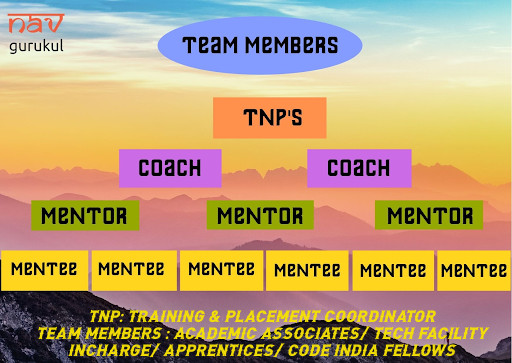 nav
gurukul
TEAM MEMBERS
TNP'S
COACH COACH
MENTOR MENTOR MENTOR
MENTEE MENTEE MENTEE MENTEE MENTEE MENTEE
TNP: TRAINING & PLACEMENT COORDINATOR
TEAM MEMBERS : ACADEMIC ASSOCIATES/ TECH FACILITY
INCHARGE/ APPRENTICES/ CODE INDIA FELLOWS